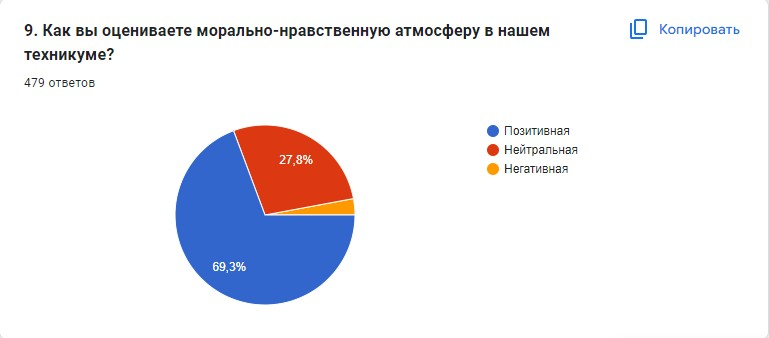 9. Как вы оцениваете морально-нравственную атмосферу в нашем
техникуме?
Копировать
479 ответов
Позитивная
Нейтральная
Негативная
27,8%
69,3%